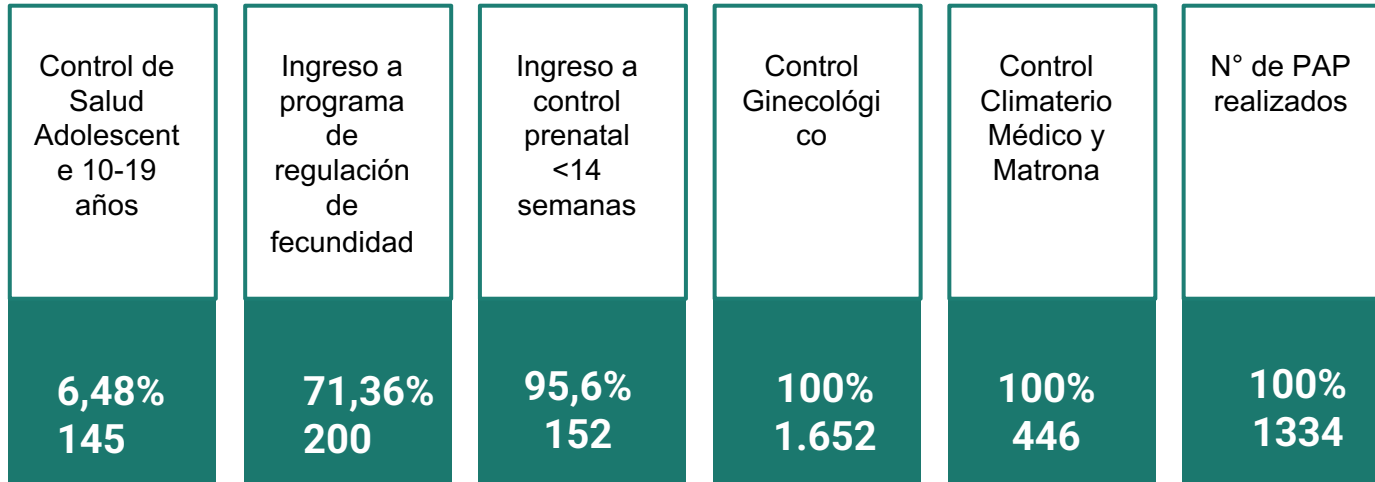 Control de
Salud
Adolescent
e 10-19
años
6,48%
145
Ingreso a
programa
de
regulación
de
fecundidad
71,36%
200
Ingreso a
control
prenatal
<14
semanas
95,6%
152
Control
Ginecológi
co
100%
1.652
Control
Climaterio
Médico y
Matrona
100%
446
N° de PAP
realizados
100%
1334